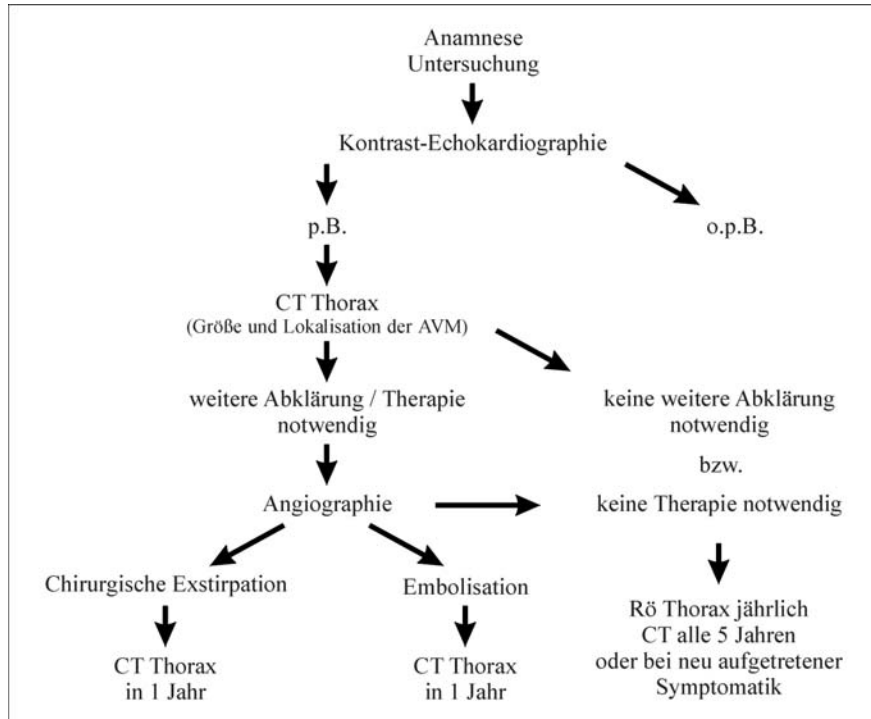 Anamnese
Untersuchung
Kontrast-Echokardiographie
p.B.
o.p.B.
CT Thorax
(Größe und Lokalisation der AVM)
weitere Abklärung / Therapie
notwendig
keine weitere Abklärung
notwendig
bzw.
keine Therapie notwendig
Angiographie
Chirurgische Exstirpation
Embolisation
CT Thorax
in 1 Jahr
CT Thorax
in 1 Jahr
Rö Thorax jährlich
CT alle 5 Jahren
oder bei neu aufgetretener
Symptomatik